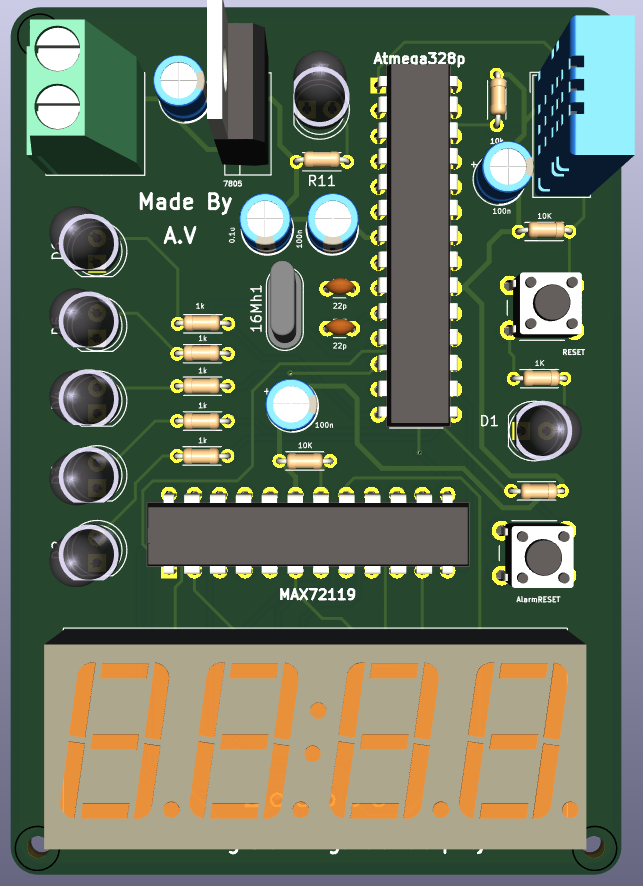 Atmega328p
10k
R11
7805
Made By
A.V
0.1u
100n
100n
10K
16Mh1
22p
22p
1k
1k
1k
1k
1k
RESET
1K
D1
100n
10K
MAX72119
AlarmRESET